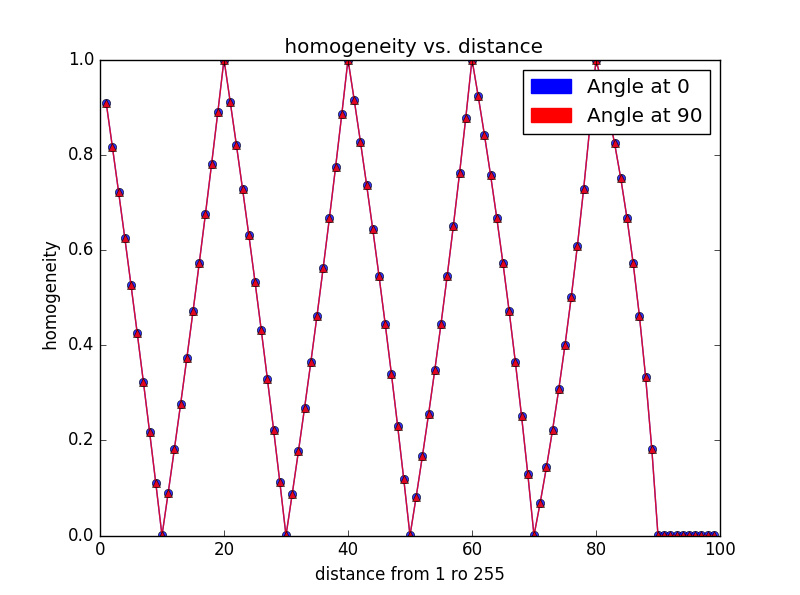 homogeneity vs. distance
Angle at 0
Angle at 90
1.0
0.8
0.6
0.4
0.2
0.0
homogeneity
0 20 40 60 80 100
distance from 1 ro 255